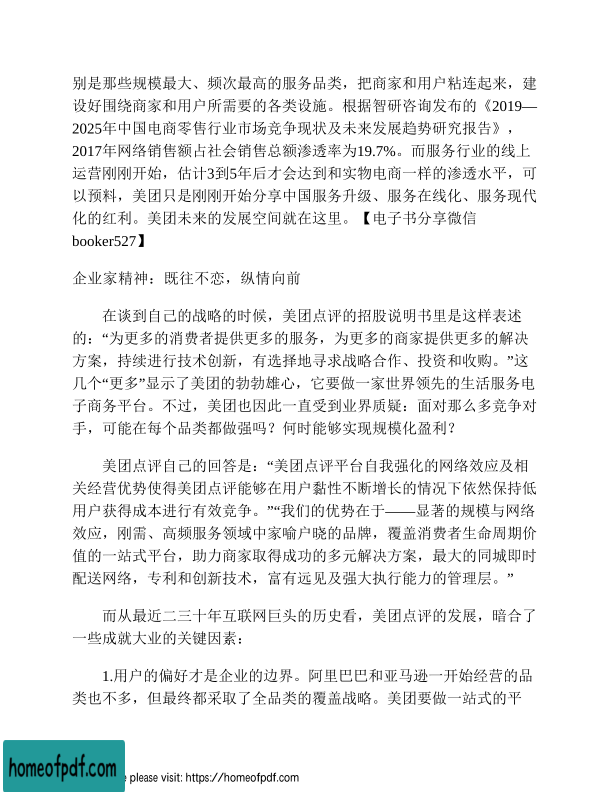 别是那些规模最大、频次最高的服务品类，把商家和用户粘连起来，建
设好围绕商家和用户所需要的各类设施。根据智研咨询发布的《2019—
2025年中国电商零售行业市场竞争现状及未来发展趋势研究报告》，
2017年网络销售额占社会销售总额渗透率为19.7%。而服务行业的线上
运营刚刚开始，估计3到5年后才会达到和实物电商一样的渗透水平，可
以预料，美团只是刚刚开始分享中国服务升级、服务在线化、服务现代
化的红利。美团未来的发展空间就在这里。【电子书分享微信
booker527】
企业家精神：既往不恋，纵情向前
在谈到自己的战略的时候，美团点评的招股说明书里是这样表述
的：“为更多的消费者提供更多的服务，为更多的商家提供更多的解决
方案，持续进行技术创新，有选择地寻求战略合作、投资和收购。”这
几个“更多”显示了美团的勃勃雄心，它要做一家世界领先的生活服务电
子商务平台。不过，美团也因此一直受到业界质疑：面对那么多竞争对
手，可能在每个品类都做强吗？何时能够实现规模化盈利？
美团点评自己的回答是：“美团点评平台自我强化的网络效应及相
关经营优势使得美团点评能够在用户黏性不断增长的情况下依然保持低
用户获得成本进行有效竞争。”“我们的优势在于——显著的规模与网络
效应，刚需、高频服务领域中家喻户晓的品牌，覆盖消费者生命周期价
值的一站式平台，助力商家取得成功的多元解决方案，最大的同城即时
配送网络，专利和创新技术，富有远见及强大执行能力的管理层。”
而从最近二三十年互联网巨头的历史看，美团点评的发展，暗合了
一些成就大业的关键因素：
1.用户的偏好才是企业的边界。阿里巴巴和亚马逊一开始经营的品
类也不多，但最终都采取了全品类的覆盖战略。美团要做一站式的平
homeofpdf.com
e please visit: https://homeofpdf.com